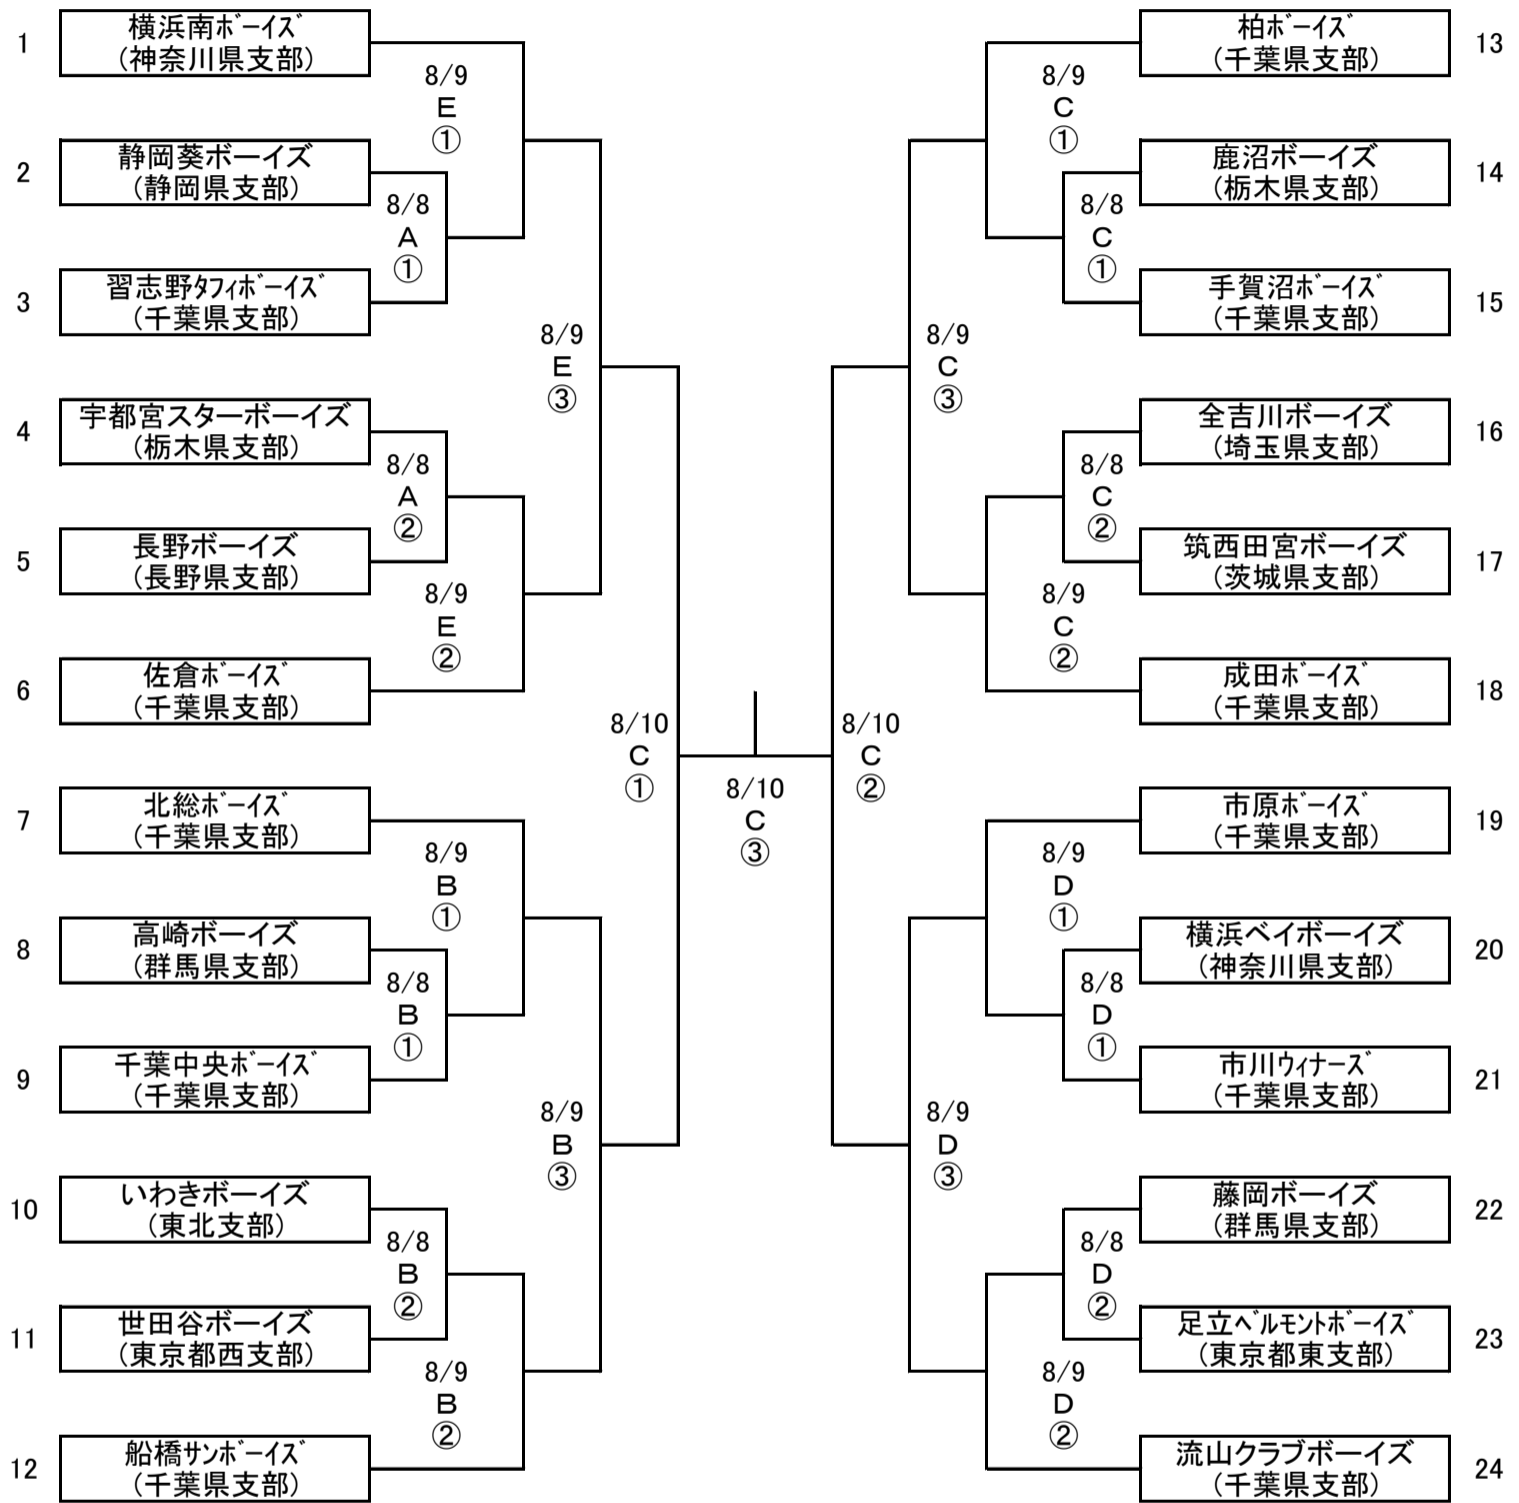 1
横浜南ﾎﾞｰｲｽﾞ
(神奈川県支部)
8/9
E
①
2
静岡葵ボーイズ
(静岡県支部)
8/8
A
①
3
習志野ﾀﾌｨﾎﾞｰｲｽﾞ
(千葉県支部)
8/9
E
③
4
宇都宮スターボーイズ
(栃木県支部)
8/8
A
②
5
長野ボーイズ
(長野県支部)
8/9
E
②
6
佐倉ﾎﾞｰｲｽﾞ
(千葉県支部)
8/10
C
①
7
北総ﾎﾞｰｲｽﾞ
(千葉県支部)
8/9
B
①
8
高崎ボーイズ
(群馬県支部)
8/8
B
①
9
千葉中央ﾎﾞｰｲｽﾞ
(千葉県支部)
8/9
B
③
10
いわきボーイズ
(東北支部)
8/8
B
②
11
世田谷ボーイズ
(東京都西支部)
8/9
B
②
12
船橋ｻﾝﾎﾞｰｲｽﾞ
(千葉県支部)
8/10
C
③
柏ﾎﾞｰｲｽﾞ
(千葉県支部)
13
8/9
C
①
鹿沼ボーイズ
(栃木県支部)
14
8/8
C
①
手賀沼ﾎﾞｰｲｽﾞ
(千葉県支部)
15
8/9
C
③
全吉川ボーイズ
(埼玉県支部)
16
8/8
C
②
筑西田宮ボーイズ
(茨城県支部)
17
8/9
C
②
成田ﾎﾞｰｲｽﾞ
(千葉県支部)
18
8/10
C
②
市原ﾎﾞｰｲｽﾞ
(千葉県支部)
19
8/9
D
①
横浜ベイボーイズ
(神奈川県支部)
20
8/8
D
①
市川ｳｨﾅｰｽﾞ
(千葉県支部)
21
8/9
D
③
藤岡ボーイズ
(群馬県支部)
22
8/8
D
②
足立ﾍﾞﾙﾓﾝﾄﾎﾞｰｲｽﾞ
(東京都東支部)
23
8/9
D
②
流山クラブボーイズ
(千葉県支部)
24